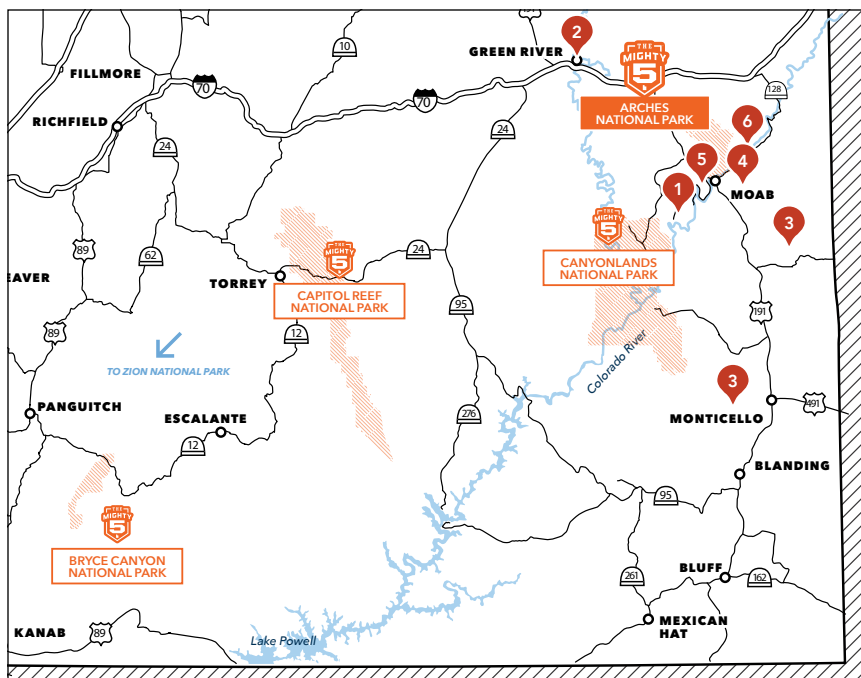 191
10
2
GREEN RIVER
THE
MIGHTY
5
FILLMORE
70
70
ARCHES
NATIONAL PARK
128
RICHFIELD
24
24
6
5
4
MOAB
1
3
THE
MIGHTY
5
CANYONLANDS
NATIONAL PARK
89
62
THE
MIGHTY
5
24
EAVER
TORREY
CAPITOL REEF
NATIONAL PARK
95
191
89
12
Colorado River
TO ZION NATIONAL PARK
3
PANGUITCH
ESCALANTE
276
MONTICELLO
491
12
BLANDING
95
THE
MIGHTY
5
BRYCE CANYON
NATIONAL PARK
BLUFF
261
162
MEXICAN
HAT
KANAB
89
Lake Powell